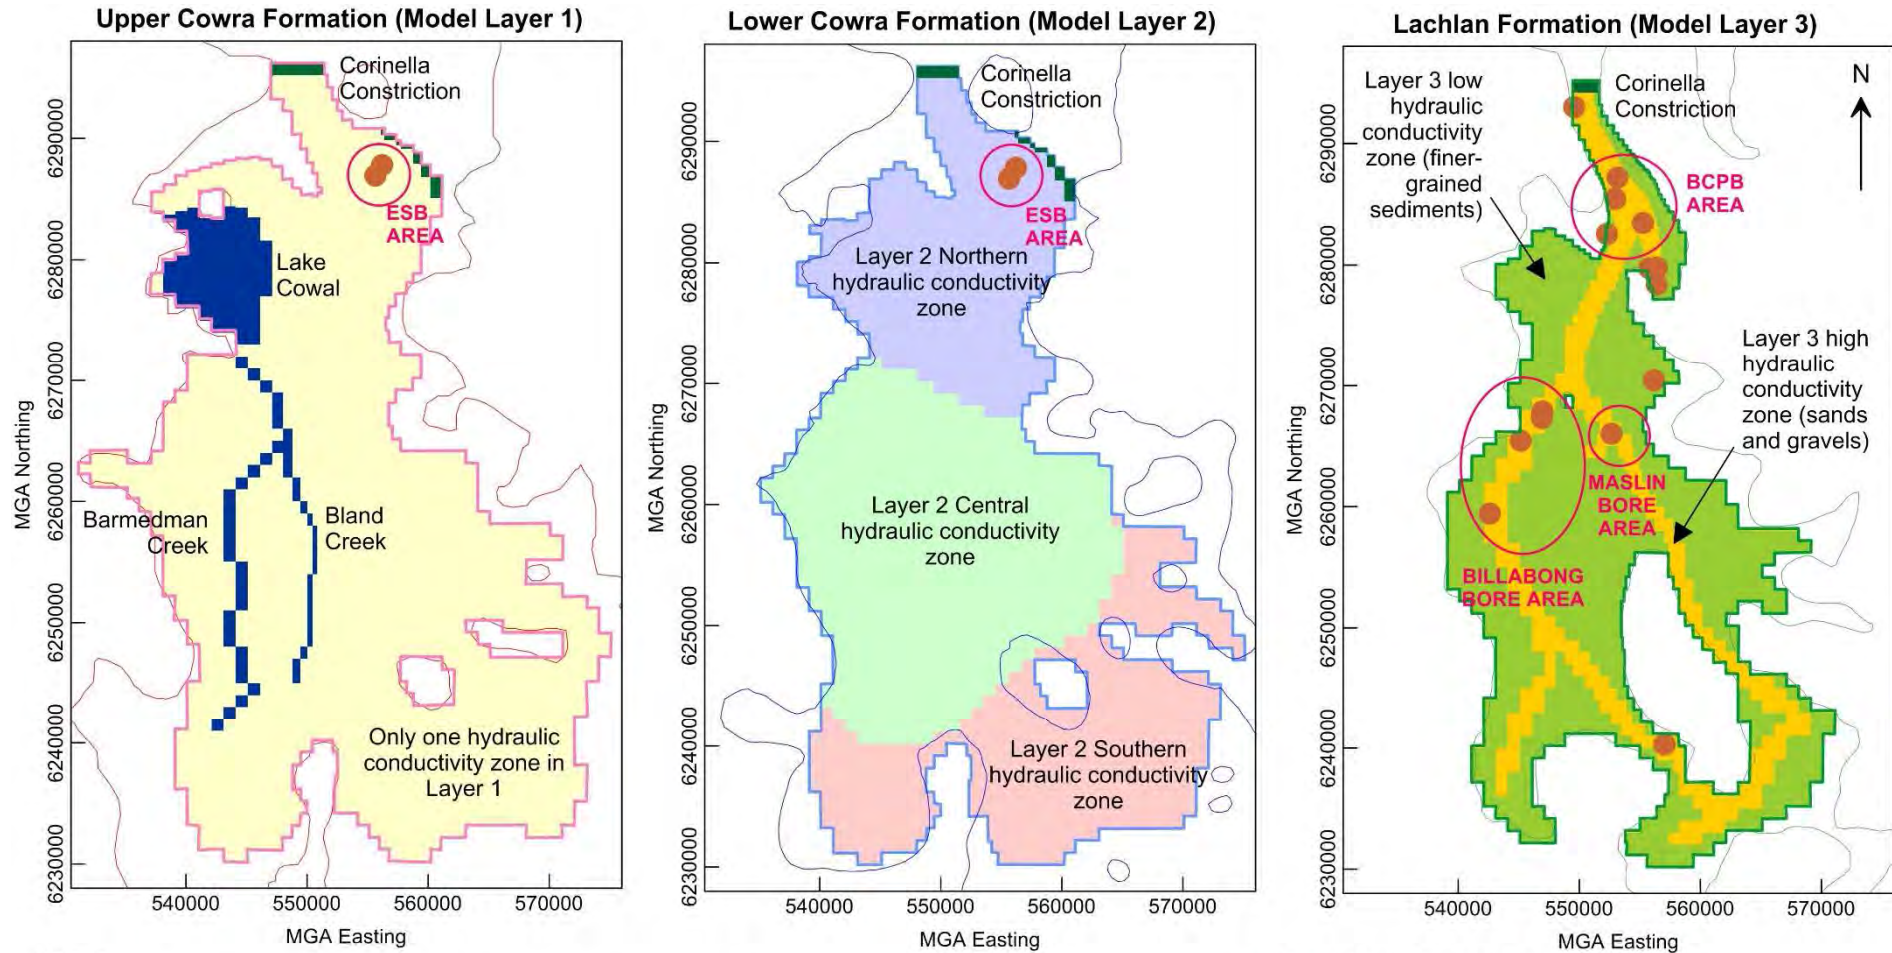 Upper Cowra Formation (Model Layer 1)
Corinella
Constriction
ESB
AREA
Lake
Cowal
Barmedman
Creek
Bland
Creek
Only one hydraulic
conductivity zone in
Layer 1
6290000
6280000
6270000
6260000
6250000
6240000
6230000
MGA Northing
540000
550000
560000
570000
MGA Easting
Lower Cowra Formation (Model Layer 2)
Corinella
Constriction
ESB
AREA
Layer 2 Northern
hydraulic conductivity
zone
Layer 2 Central
hydraulic conductivity
zone
Layer 2 Southern
hydraulic conductivity
zone
6290000
6280000
6270000
6260000
6250000
6240000
6230000
MGA Northing
540000
550000
560000
570000
MGA Easting
Lachlan Formation (Model Layer 3)
Layer 3 low
hydraulic
conductivity
zone (finer-
grained
sediments)
Corinella
Constriction
N
BCPB
AREA
Layer 3 high
hydraulic
conductivity
zone (sands
and gravels)
MASLIN
BORE
AREA
BILLABONG
BORE AREA
6290000
6280000
6270000
6260000
6250000
6240000
6230000
MGA Northing
540000
550000
560000
570000
MGA Easting